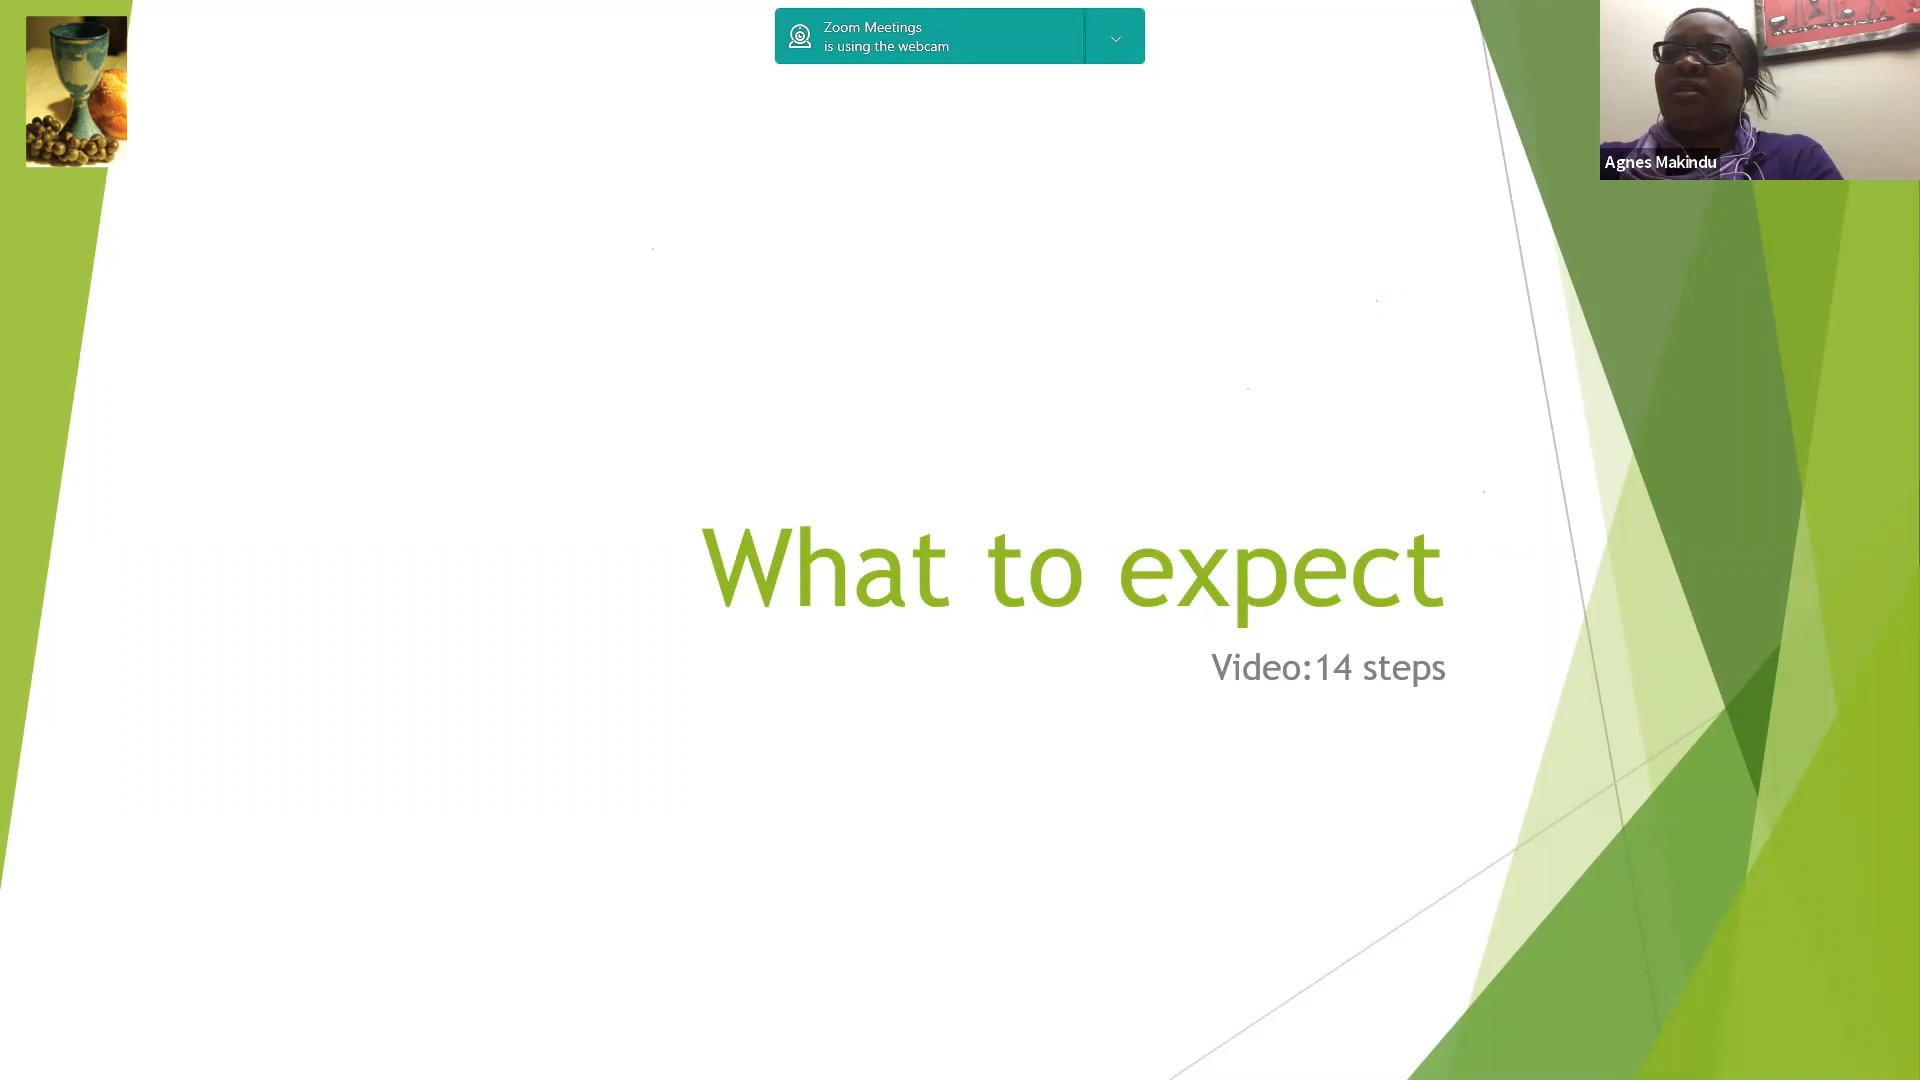 Zoom Meetings
is using the webcam
Agnes Makindu
What to expect
Video:14 steps